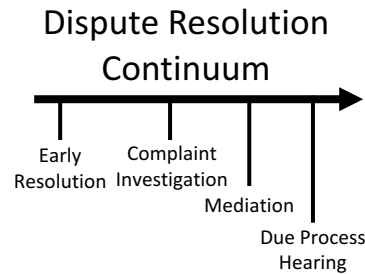 Dispute Resolution
Continuum
Early
Resolution
Complaint
Investigation
Mediation
Due Process
Hearing